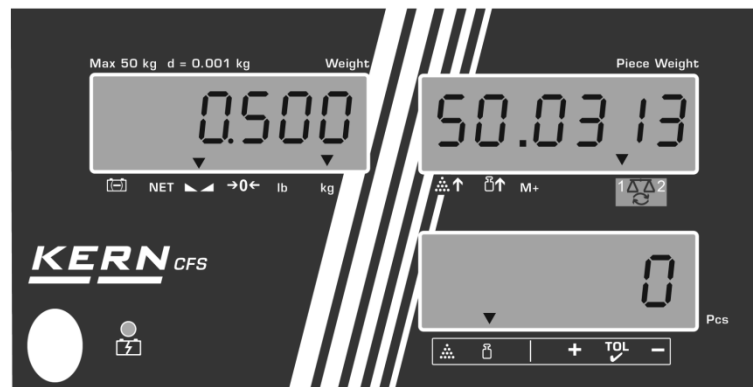 Max 50 kg d = 0.001 kg Weight
Piece Weight
0.500
50.0313
NET →0← lb kg
M+ 1 2
KERN CFS
0
Pcs
+ TOL −